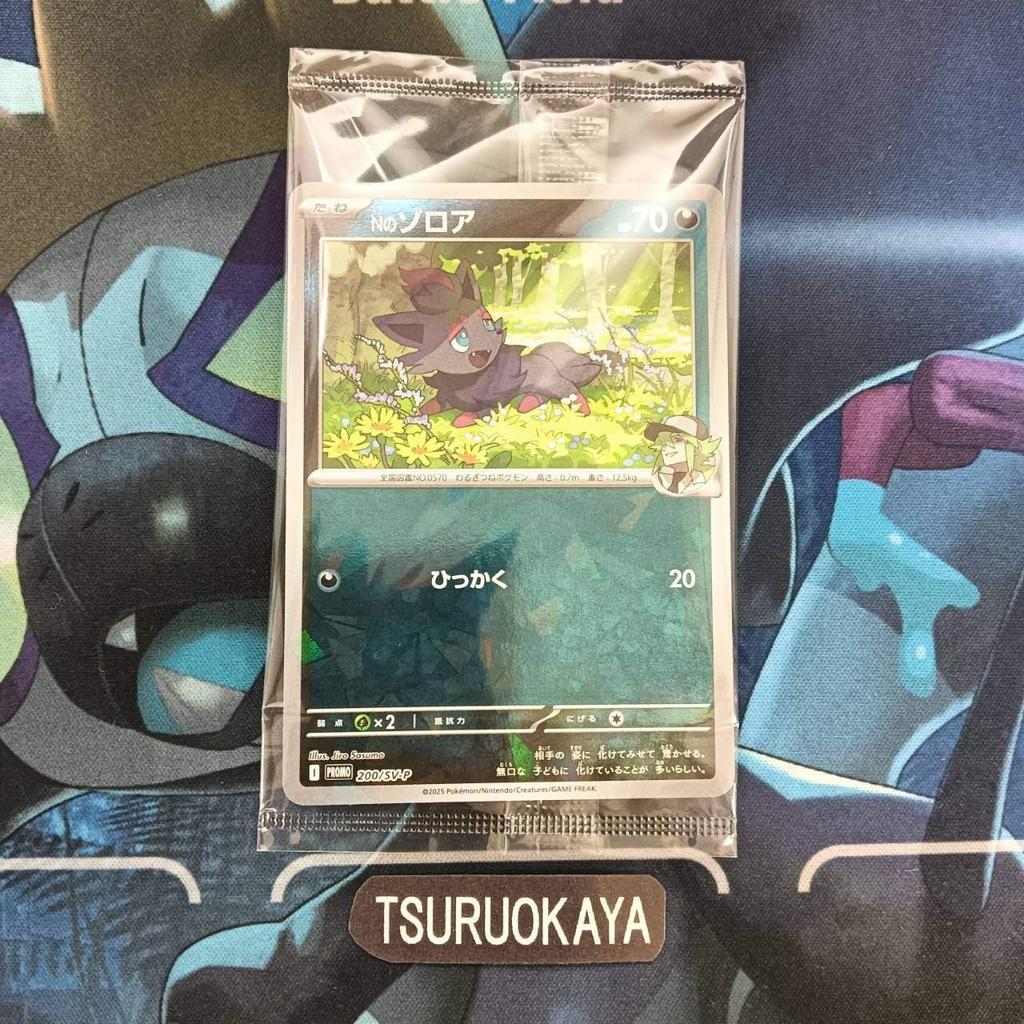 たね
Nの ゾロア
HP 70
全国図鑑NO.0570 わるぎつねポケモン 高さ:0.7m 重さ:12.5kg
ひっかく 20
弱点 ×2 抵抗力 にげる
Illus. Jiro Sasumo
相手の 姿に 化けてみせて 驚かせる。
無口な 子どもに 化けていることが 多いらしい。
I PROMO 200/SV-P
©2025 Pokémon/Nintendo/Creatures/GAME FREAK.
TSURUOKAYA